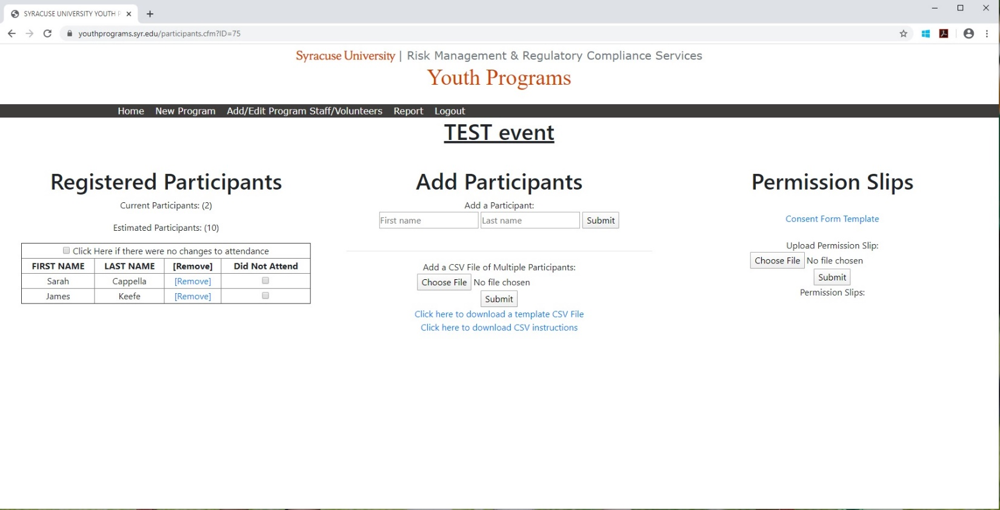 SYRACUSE UNIVERSITY YOUTH P
youthprograms.syr.edu/participants.cfm?ID=75
Syracuse University | Risk Management & Regulatory Compliance Services
Youth Programs
Home New Program Add/Edit Program Staff/Volunteers Report Logout
TEST event
Registered Participants
Current Participants: (2)
Estimated Participants: (10)
Click Here if there were no changes to attendance
FIRST NAME LAST NAME [Remove] Did Not Attend
Sarah Cappella [Remove]
James Keefe [Remove]
Add Participants
Add a Participant:
First name Last name Submit
Add a CSV File of Multiple Participants:
Choose File No file chosen
Submit
Click here to download a template CSV File
Click here to download CSV instructions
Permission Slips
Consent Form Template
Upload Permission Slip:
Choose File No file chosen
Submit
Permission Slips: